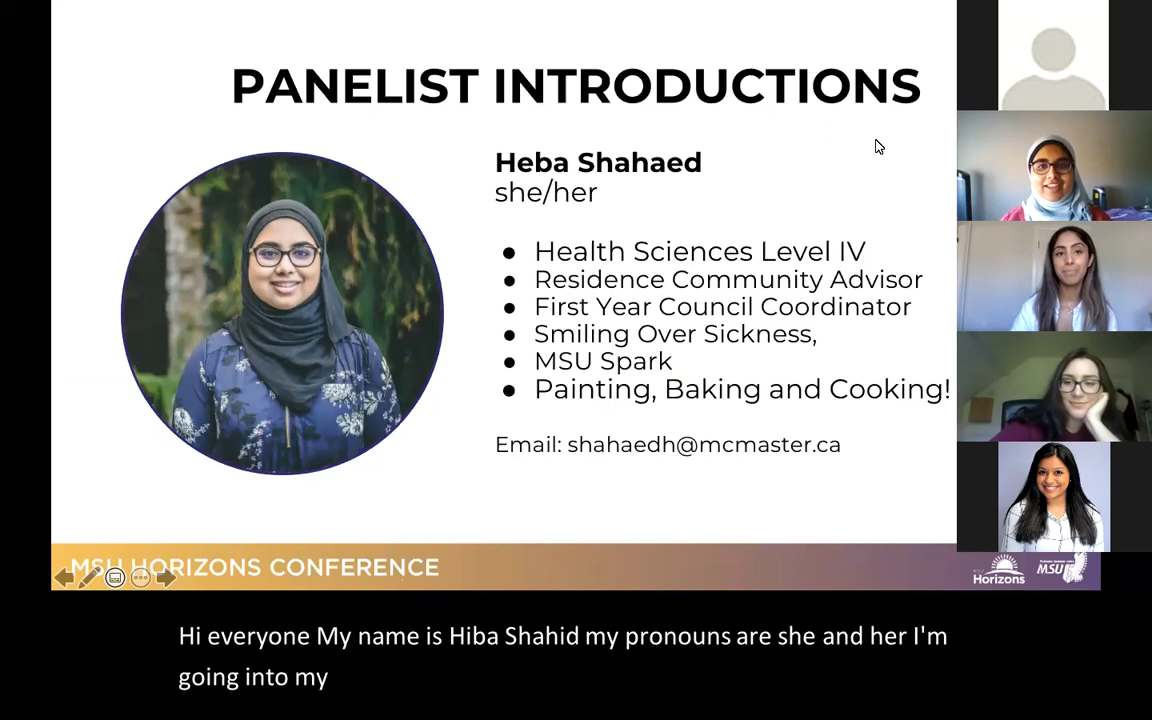 PANELIST INTRODUCTIONS
Heba Shahaed
she/her
● Health Sciences Level IV
● Residence Community Advisor
● First Year Council Coordinator
● Smiling Over Sickness,
● MSU Spark
● Painting, Baking and Cooking!
Email: shahaedh@mcmaster.ca
MSU HORIZONS CONFERENCE
Horizons
MSU
Hi everyone My name is Hiba Shahid my pronouns are she and her I'm
going into my